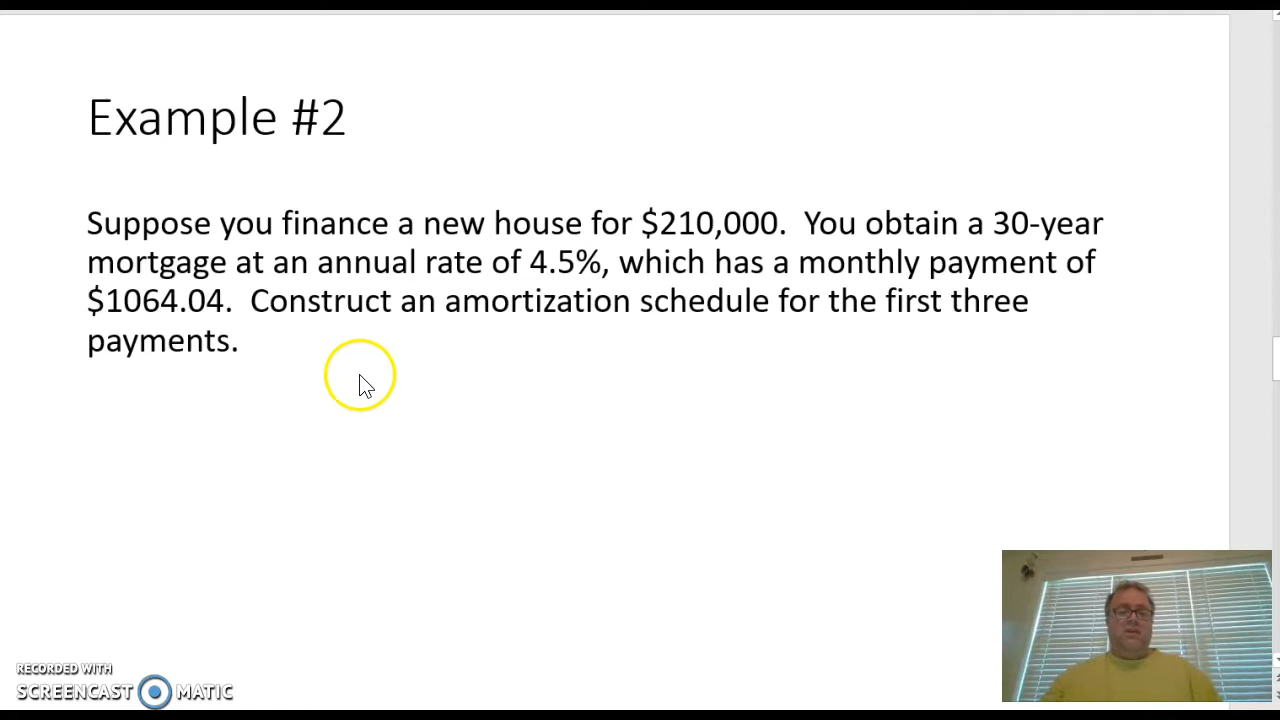 Example #2
Suppose you finance a new house for $210,000.  You obtain a 30-year
mortgage at an annual rate of 4.5%, which has a monthly payment of
$1064.04.  Construct an amortization schedule for the first three
payments.
RECORDED WITH
SCREENCAST MATIC